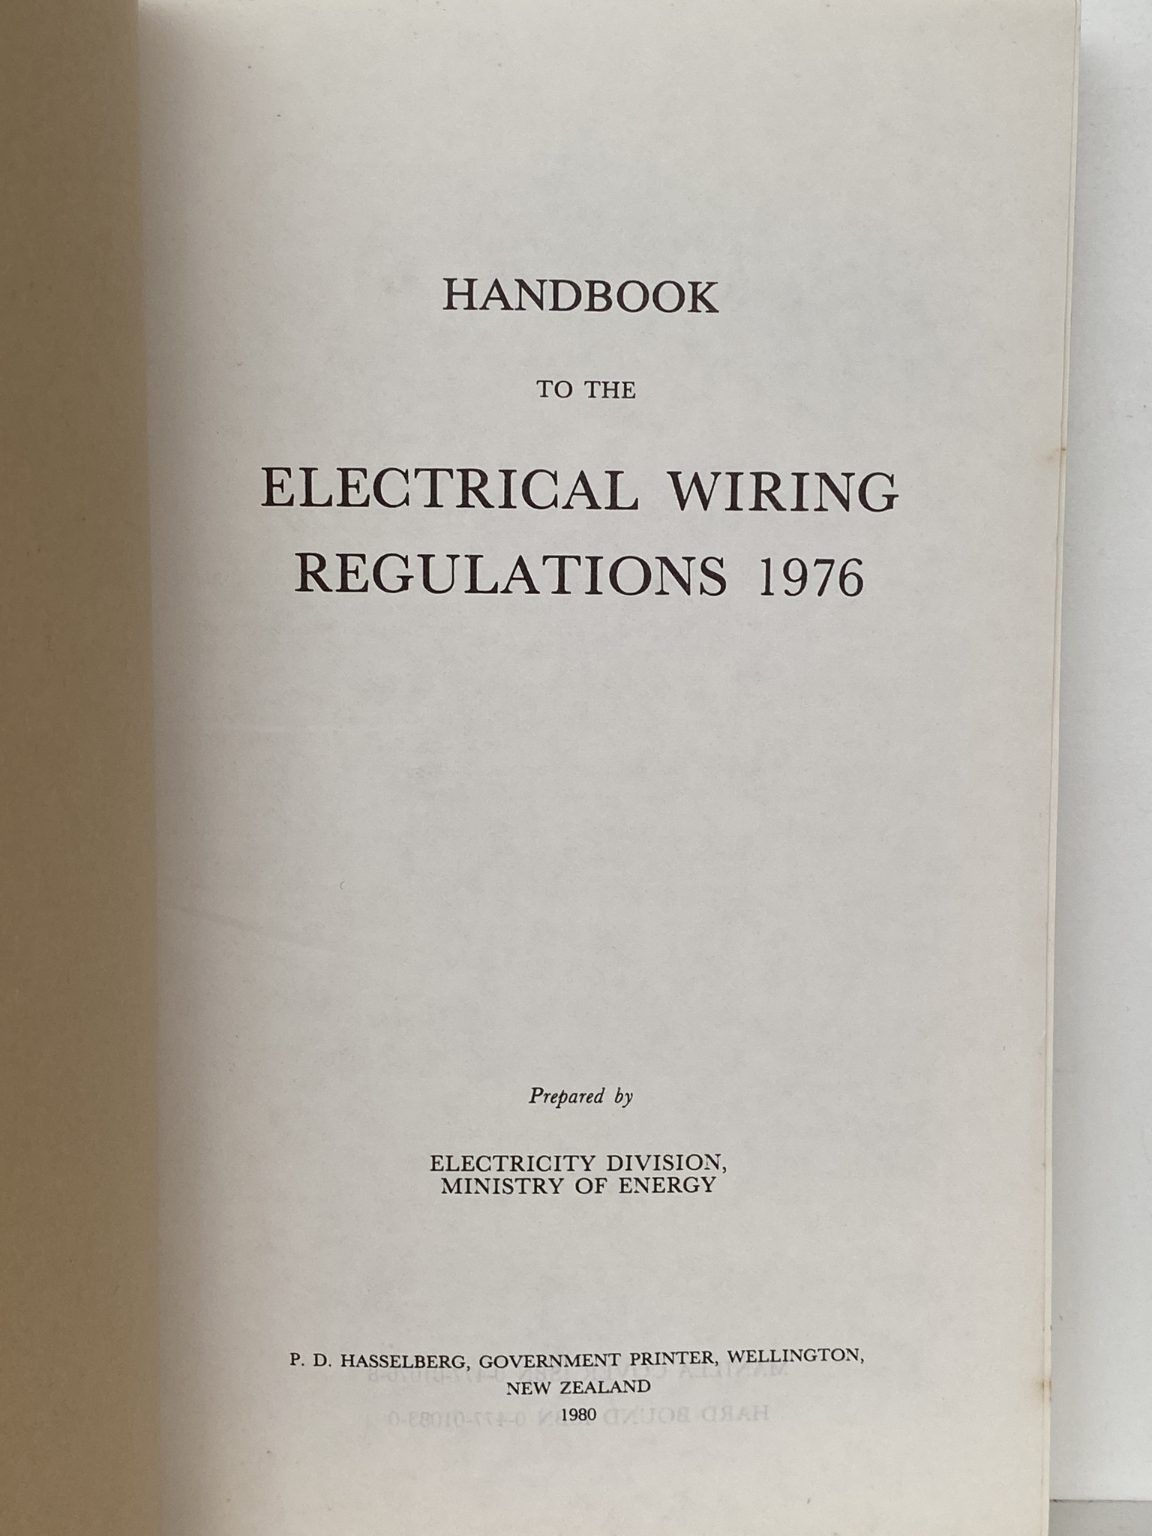 HANDBOOK
TO THE
ELECTRICAL WIRING
REGULATIONS 1976
Prepared by
ELECTRICITY DIVISION,
MINISTRY OF ENERGY
P. D. HASSELBERG, GOVERNMENT PRINTER, WELLINGTON,
NEW ZEALAND
1980